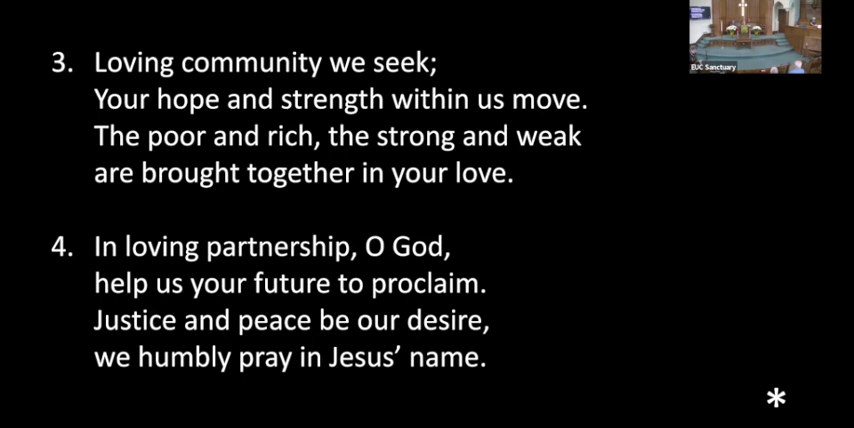 3. Loving community we seek;
Your hope and strength within us move.
The poor and rich, the strong and weak
are brought together in your love.
4. In loving partnership, O God,
help us your future to proclaim.
Justice and peace be our desire,
we humbly pray in Jesus’ name.
*
EUC Sanctuary